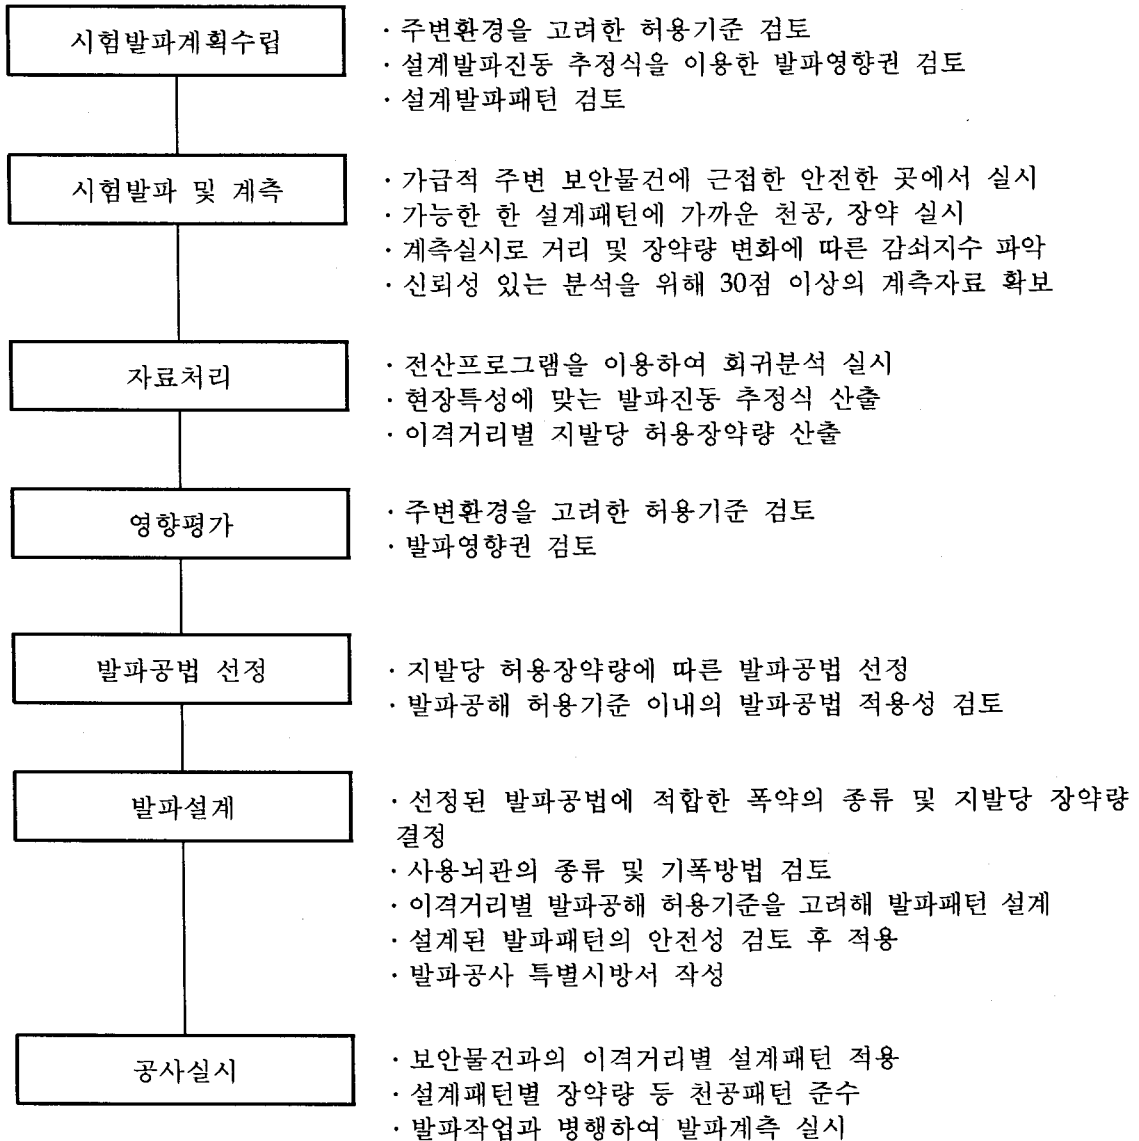 시험발파계획수립
· 주변환경을 고려한 허용기준 검토
· 설계발파진동 추정식을 이용한 발파영향권 검토
· 설계발파패턴 검토
시험발파 및 계측
· 가급적 주변 보안물건에 근접한 안전한 곳에서 실시
· 가능한 한 설계패턴에 가까운 천공, 장약 실시
· 계측실시로 거리 및 장약량 변화에 따른 감쇠지수 파악
· 신뢰성 있는 분석을 위해 30점 이상의 계측자료 확보
자료처리
· 전산프로그램을 이용하여 회귀분석 실시
· 현장특성에 맞는 발파진동 추정식 산출
· 이격거리별 지발당 허용장약량 산출
영향평가
· 주변환경을 고려한 허용기준 검토
· 발파영향권 검토
발파공법 선정
· 지발당 허용장약량에 따른 발파공법 선정
· 발파공해 허용기준 이내의 발파공법 적용성 검토
발파설계
· 선정된 발파공법에 적합한 폭약의 종류 및 지발당 장약량
결정
· 사용뇌관의 종류 및 기폭방법 검토
· 이격거리별 발파공해 허용기준을 고려해 발파패턴 설계
· 설계된 발파패턴의 안전성 검토 후 적용
· 발파공사 특별시방서 작성
공사실시
· 보안물건과의 이격거리별 설계패턴 적용
· 설계패턴별 장약량 등 천공패턴 준수
· 발파작업과 병행하여 발파계측 실시